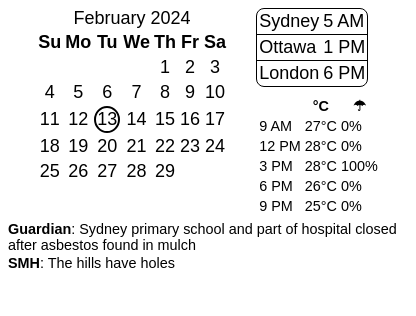 February 2024
Su Mo Tu We Th Fr Sa
1 2 3
4 5 6 7 8 9 10
11 12 13 14 15 16 17
18 19 20 21 22 23 24
25 26 27 28 29
Sydney 5 AM
Ottawa 1 PM
London 6 PM
°C ☂
9 AM 27°C 0%
12 PM 28°C 0%
3 PM 28°C 100%
6 PM 26°C 0%
9 PM 25°C 0%
Guardian: Sydney primary school and part of hospital closed
after asbestos found in mulch
SMH: The hills have holes